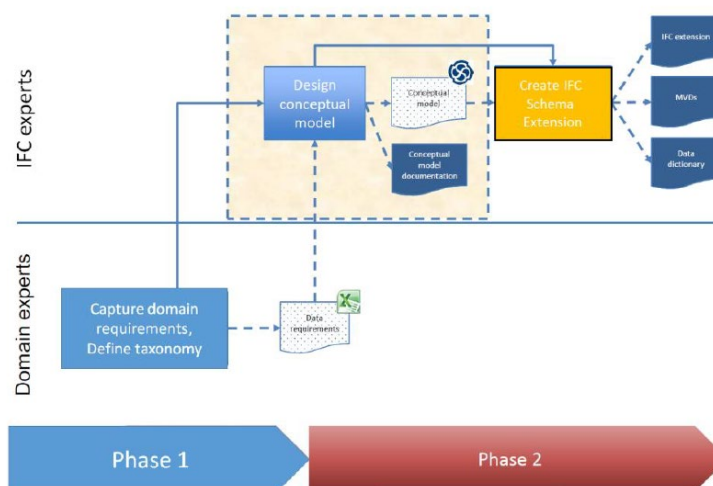 IFC experts
Design
conceptual
model
Conceptual
model
Conceptual
model
documentation
Create IFC
Schema
Extension
IFC extension
MVDs
Data
dictionary
Domain experts
Capture domain
requirements,
Define taxonomy
Data
requirements
Phase 1
Phase 2